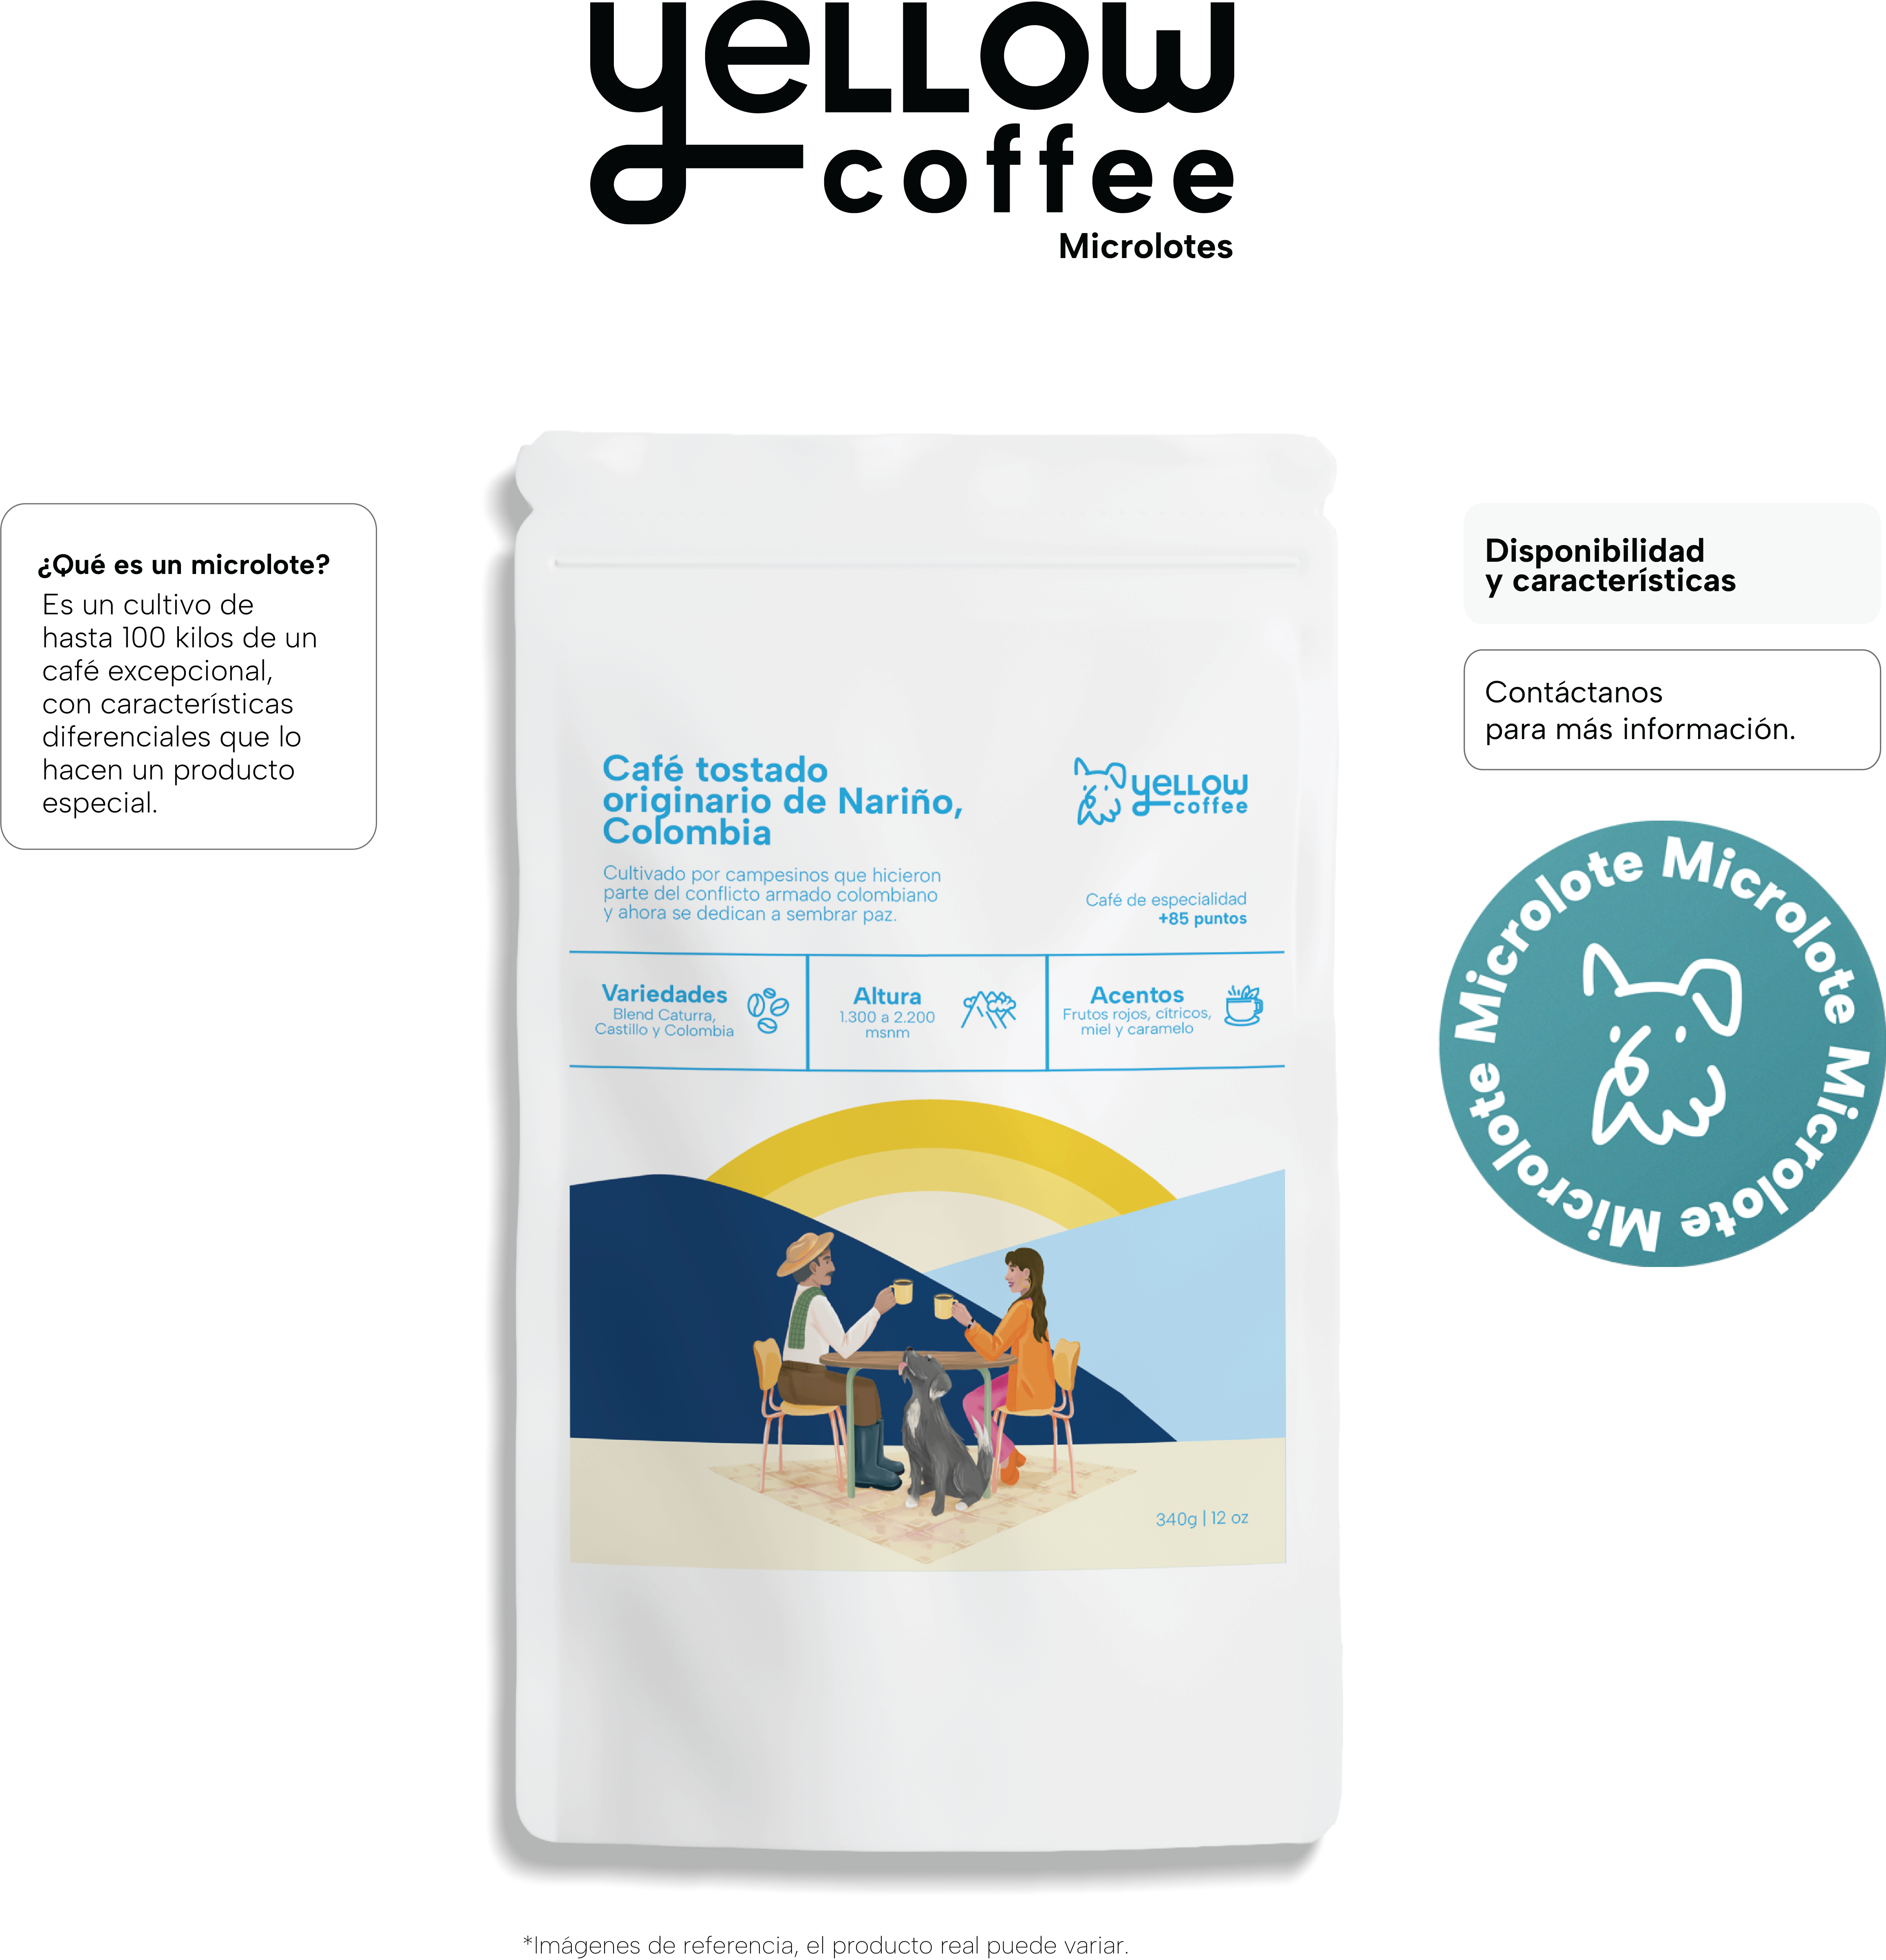 yeLLOW
coffee
Microlotes
¿Qué es un microlote?
Es un cultivo de
hasta 100 kilos de un
café excepcional,
con características
diferenciales que lo
hacen un producto
especial.
Café tostado
originario de Nariño,
Colombia
Cultivado por campesinos que hicieron
parte del conflicto armado colombiano
y ahora se dedican a sembrar paz.
yeLLOW
coffee
Café de especialidad
+85 puntos
Variedades
Blend Caturra,
Castillo y Colombia
Altura
1.300 a 2.200
msnm
Acentos
Frutos rojos, cítricos,
miel y caramelo
340g | 12 oz
Disponibilidad
y características
Contáctanos
para más información.
Microlote Microlote Microlote Microlote Microlote
*Imágenes de referencia, el producto real puede variar.